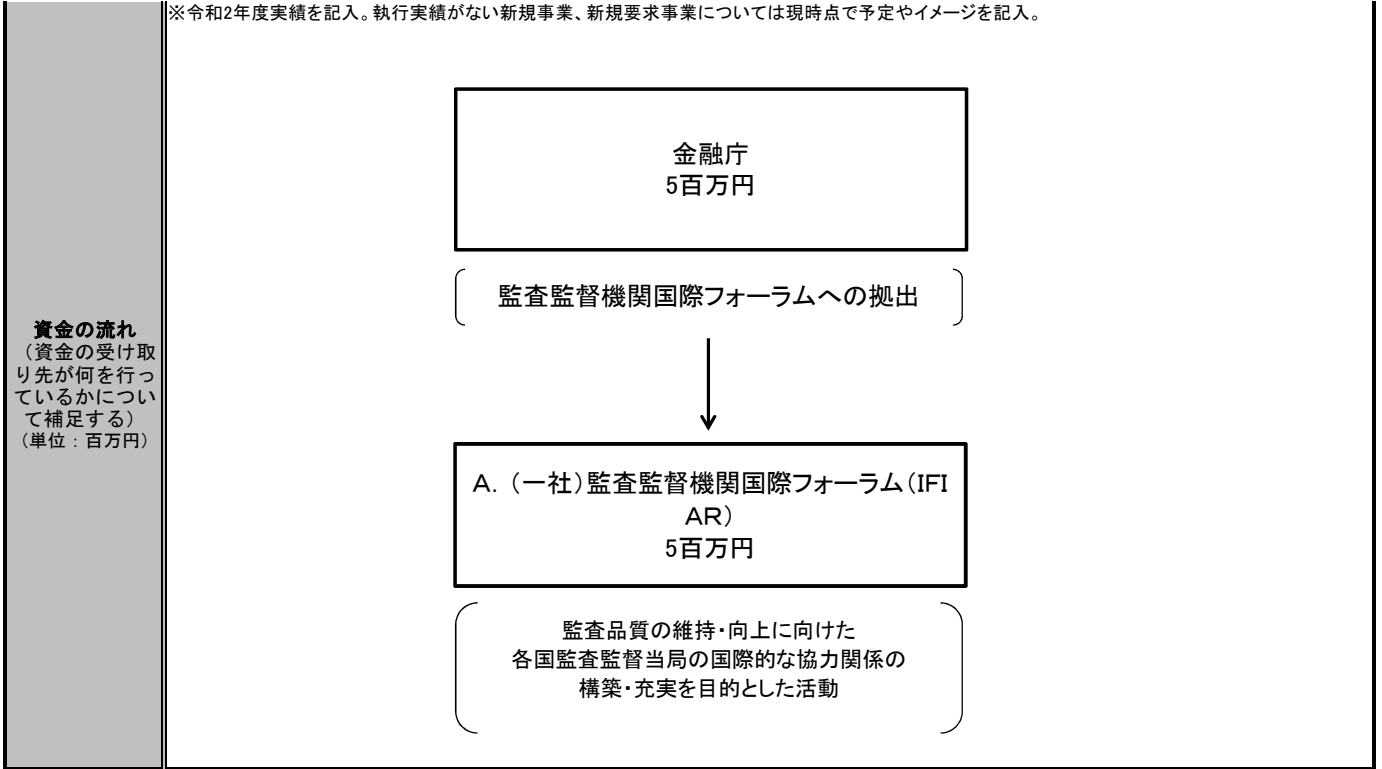 ※令和2年度実績を記入。執行実績がない新規事業、新規要求事業については現時点で予定やイメージを記入。
資金の流れ
（資金の受け取
り先が何を行っ
ているかについ
て補足する）
（単位：百万円）
金融庁
5百万円
監査監督機関国際フォーラムへの拠出
Ａ．（一社）監査監督機関国際フォーラム（IFI
ＡＲ）
5百万円
監査品質の維持・向上に向けた
各国監査監督当局の国際的な協力関係の
構築・充実を目的とした活動